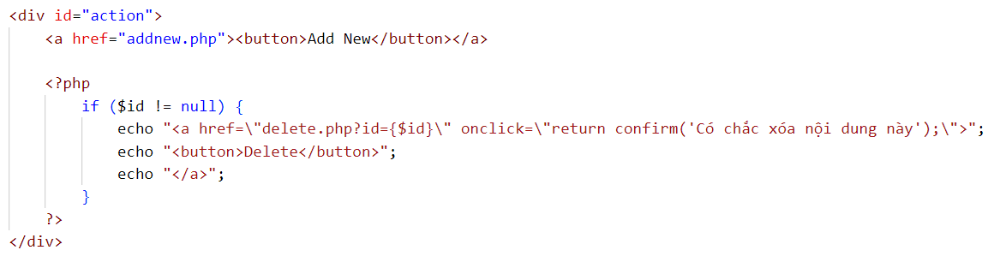 <div id="action">
    <a href="addnew.php"><button>Add New</button></a>

    <?php
        if ($id != null) {
            echo "<a href=\"delete.php?id={$id}\" onclick=\"return confirm('Có chắc xóa nội dung này');\">";
            echo "<button>Delete</button>";
            echo "</a>";
        }
    ?>
</div>